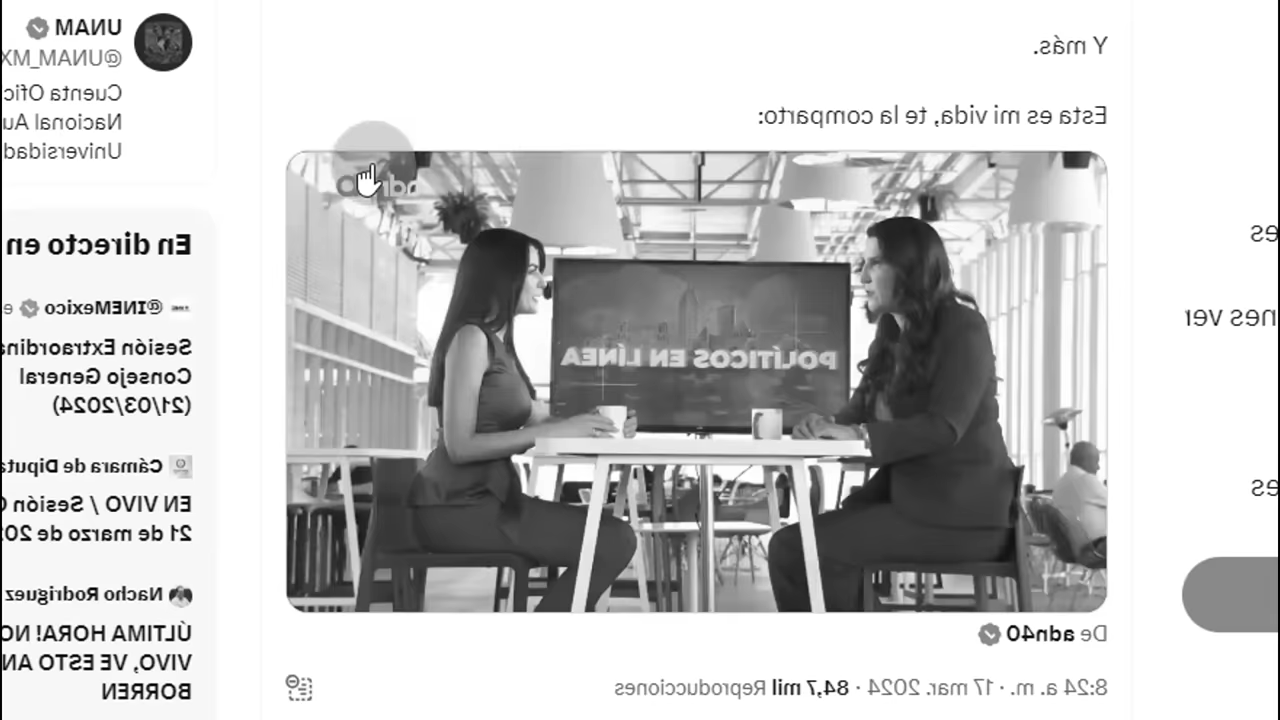 Y más.
Esta es mi vida, te la comparto:
POLÍTICOS EN LÍNEA
De adn40
8:24 a. m. · 17 mar. 2024 · 84,7 mil Reproducciones
UNAM
@UNAM_MX
Cuenta Ofic
Nacional Au
Universidad
En directo en
@INEMexico e
Sesión Extraordina
Consejo General
(21/03/2024)
Cámara de Diputa
EN VIVO / Sesión O
21 de marzo de 202
Nacho Rodríguez
ÚLTIMA HORA! NO
VIVO, VE ESTO AN
BORREN
es
nes ver
es